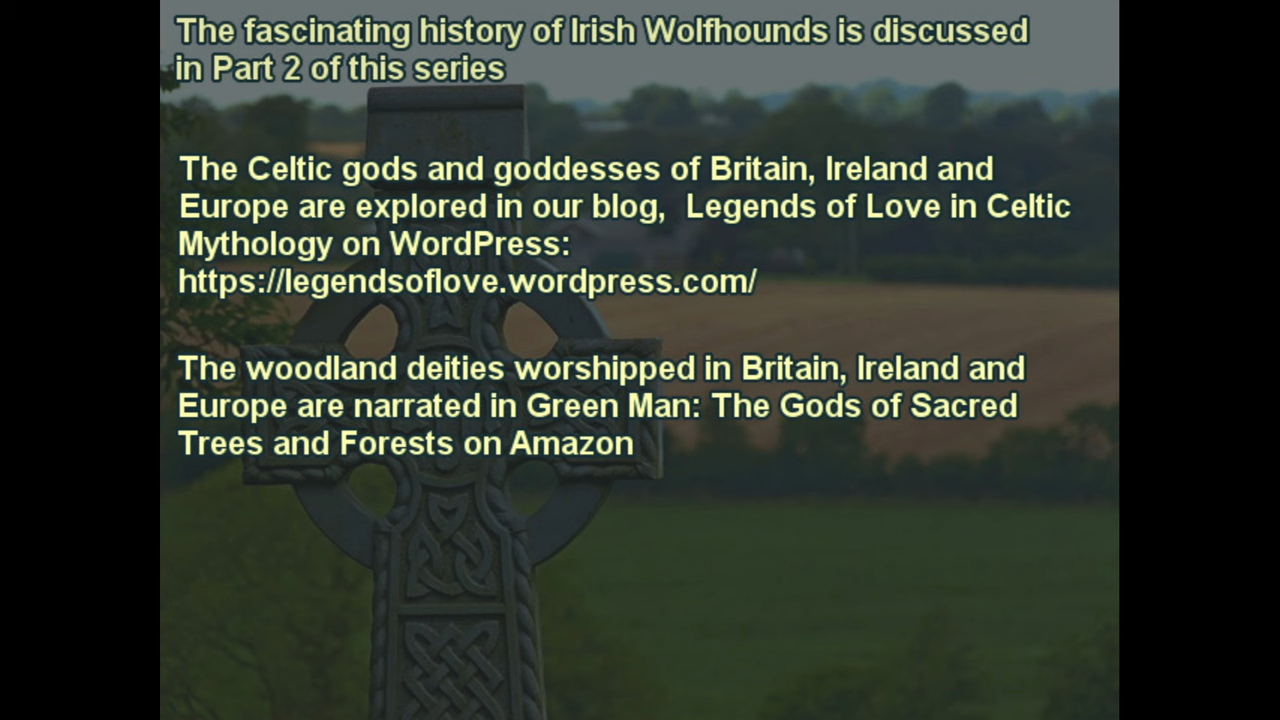 The fascinating history of Irish Wolfhounds is discussed
in Part 2 of this series
The Celtic gods and goddesses of Britain, Ireland and
Europe are explored in our blog,  Legends of Love in Celtic
Mythology on WordPress:
https://legendsoflove.wordpress.com/
The woodland deities worshipped in Britain, Ireland and
Europe are narrated in Green Man: The Gods of Sacred
Trees and Forests on Amazon